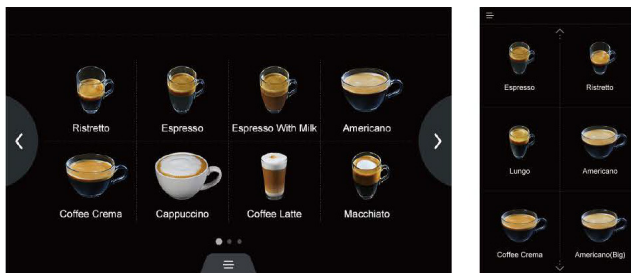 Ristretto
Espresso
Espresso With Milk
Americano
Coffee Crema
Cappuccino
Coffee Latte
Macchiato
Espresso
Ristretto
Lungo
Americano
Coffee Crema
Americano(Big)